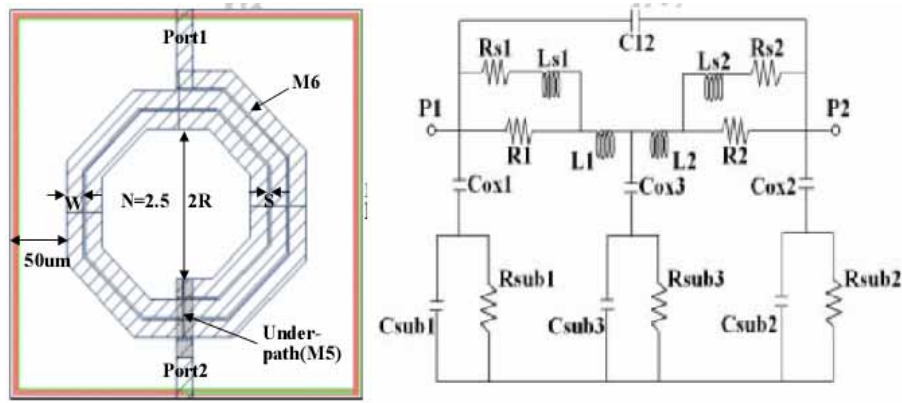 Port1
M6
W
N=2.5
2R
S
50um
Under-
path(M5)
Port2
C12
Rs1
Ls1
Ls2
Rs2
P1
P2
R1
L1
L2
R2
Cox1
Cox3
Cox2
Rsub1
Rsub3
Rsub2
Csub1
Csub3
Csub2